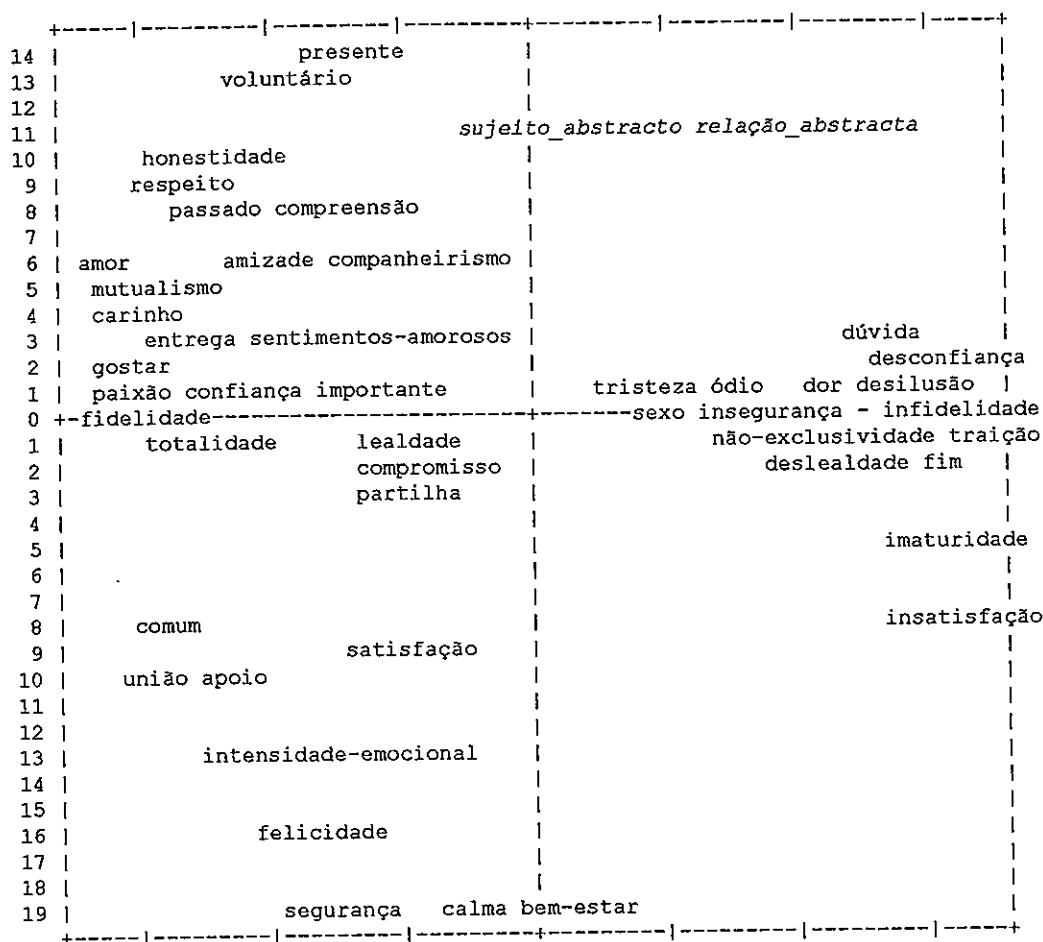 +-----|---------|---------|---------+---------|---------|---------|-----+
14 | presente | |
13 | voluntário | |
12 | | |
11 | sujeito_abstracto relação_abstracta |
10 | honestidade | |
9 | respeito | |
8 | passado compreensão | |
7 | | |
6 | amor amizade companheirismo | |
5 | mutualismo | |
4 | carinho | |
3 | entrega sentimentos-amorosos | dúvida |
2 | gostar | desconfiança
1 | paixão confiança importante | tristeza ódio dor desilusão |
0 +-fidelidade------------------------+-------sexo insegurança - infidelidade
1 | totalidade lealdade | não-exclusividade traição
2 | compromisso | deslealdade fim |
3 | partilha | |
4 | | |
5 | | imaturidade
6 | | |
7 | | |
8 | comum | insatisfação
9 | satisfação | |
10 | união apoio | |
11 | | |
12 | | |
13 | intensidade-emocional | |
14 | | |
15 | | |
16 | felicidade | |
17 | | |
18 | | |
19 | segurança calma bem-estar |
+------|---------|---------|---------+---------|---------|---------|-----+